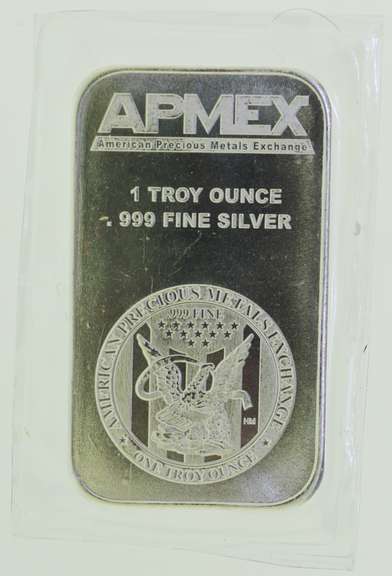 APMEX
American Precious Metals Exchange
1 TROY OUNCE
. 999 FINE SILVER
AMERICAN PRECIOUS METALS EXCHANGE
.999 FINE
HM
ONE TROY OUNCE